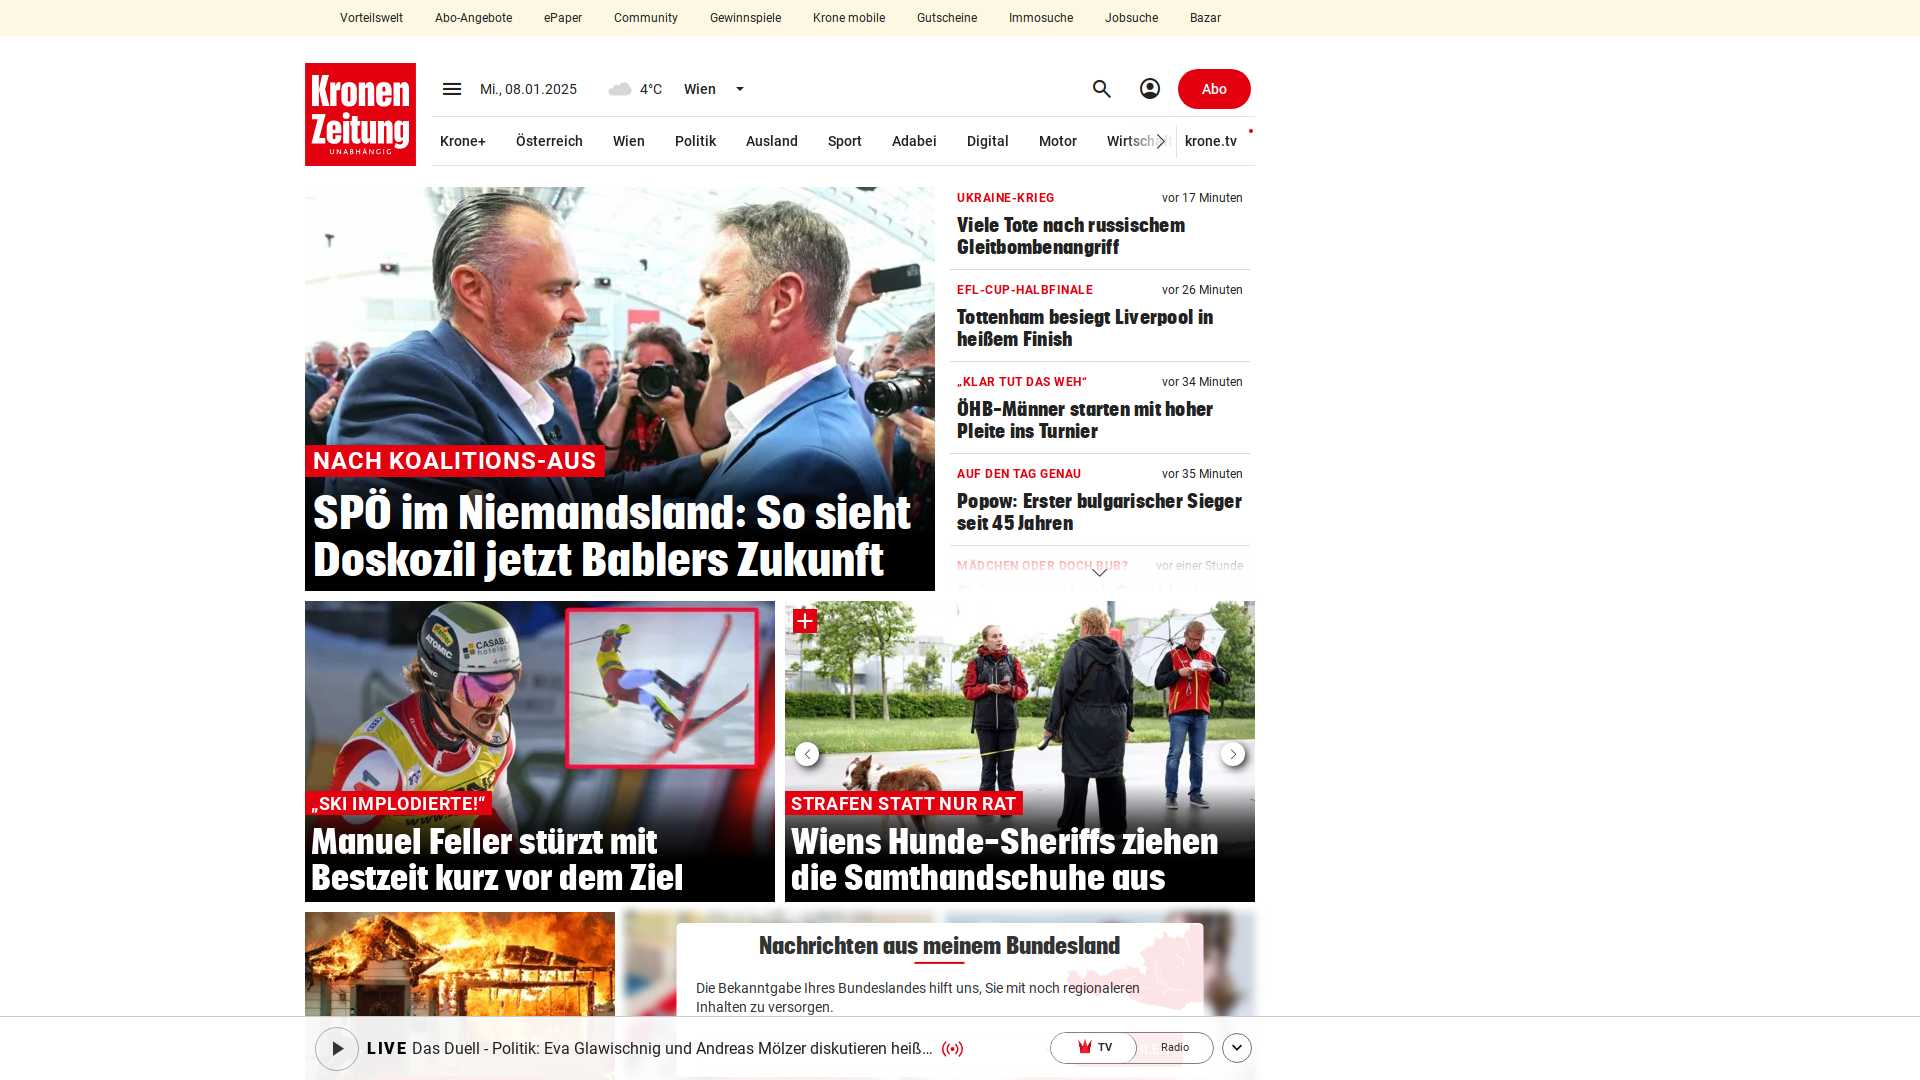 Vorteilswelt Abo-Angebote ePaper Community Gewinnspiele Krone mobile Gutscheine Immosuche Jobsuche Bazar
Kronen
Zeitung
UNABHÄNGIG
Mi., 08.01.2025 4°C Wien
Abo
Krone+ Österreich Wien Politik Ausland Sport Adabei Digital Motor Wirtschaft krone.tv
NACH KOALITIONS-AUS
SPÖ im Niemandsland: So sieht
Doskozil jetzt Bablers Zukunft
UKRAINE-KRIEG vor 17 Minuten
Viele Tote nach russischem
Gleitbombenangriff
EFL-CUP-HALBFINALE vor 26 Minuten
Tottenham besiegt Liverpool in
heißem Finish
„KLAR TUT DAS WEH“ vor 34 Minuten
ÖHB-Männer starten mit hoher
Pleite ins Turnier
AUF DEN TAG GENAU vor 35 Minuten
Popow: Erster bulgarischer Sieger
seit 45 Jahren
MÄDCHEN ODER DOCH BUB? vor einer Stunde
ATOMIC
CASABL
hotels
„SKI IMPLODIERTE!“
Manuel Feller stürzt mit
Bestzeit kurz vor dem Ziel
STRAFEN STATT NUR RAT
Wiens Hunde-Sheriffs ziehen
die Samthandschuhe aus
Nachrichten aus meinem Bundesland
Die Bekanntgabe Ihres Bundeslandes hilft uns, Sie mit noch regionaleren
Inhalten zu versorgen.
LIVE Das Duell - Politik: Eva Glawischnig und Andreas Mölzer diskutieren heiß...
TV Radio